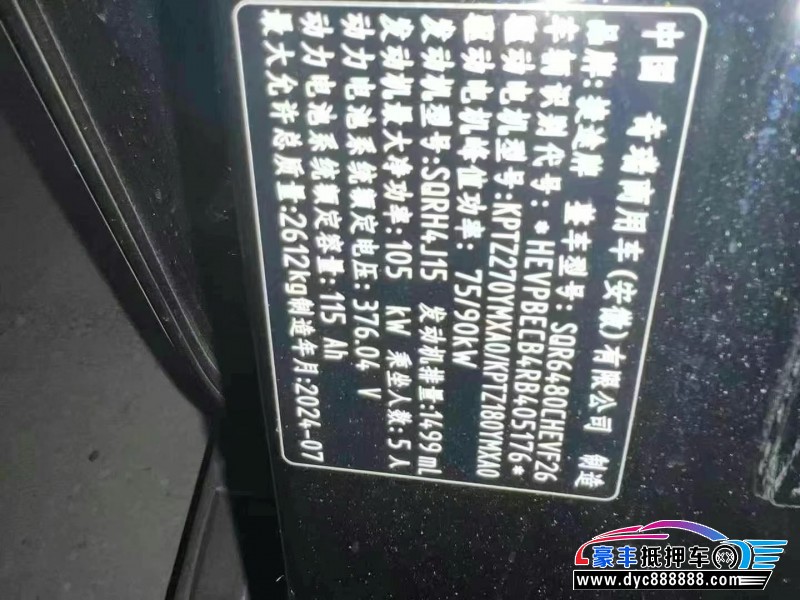 中国 奇瑞商用车(安徽)有限公司 制造
品牌:捷途牌 整车型号:SQR6480CHEVF26
车辆识别代号:*HEVPBECB4RB405176*
驱动电机型号:KPTZ270YMXA0/KPTZ180YMXA0
驱动电机峰值功率:75/90kW
发动机型号:SQRH4J15 发动机排量:1499mL
发动机最大净功率:105 kW 乘坐人数:5人
动力电池系统额定电压:376.04 V
动力电池系统额定容量:115 Ah
最大允许总质量:2612kg 制造年月:2024-07
豪丰抵押车
www.dyc888888.com